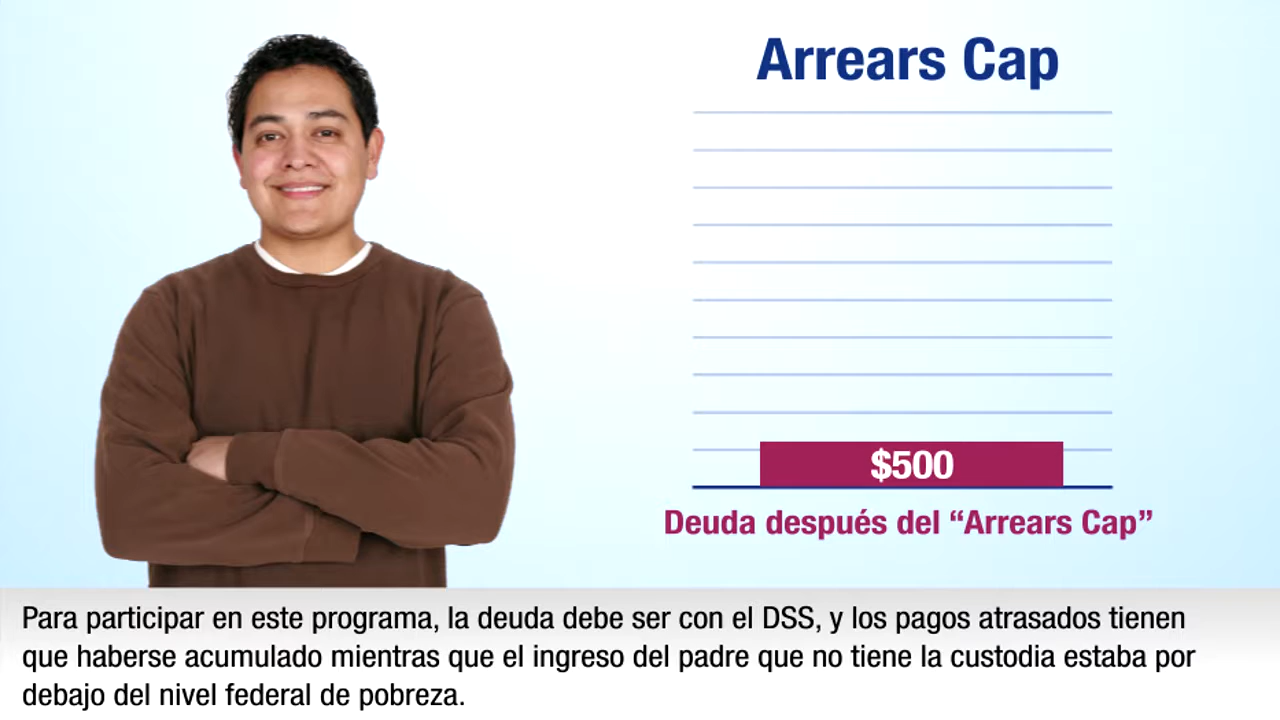 Arrears Cap
$500
Deuda después del “Arrears Cap”
Para participar en este programa, la deuda debe ser con el DSS, y los pagos atrasados tienen
que haberse acumulado mientras que el ingreso del padre que no tiene la custodia estaba por
debajo del nivel federal de pobreza.